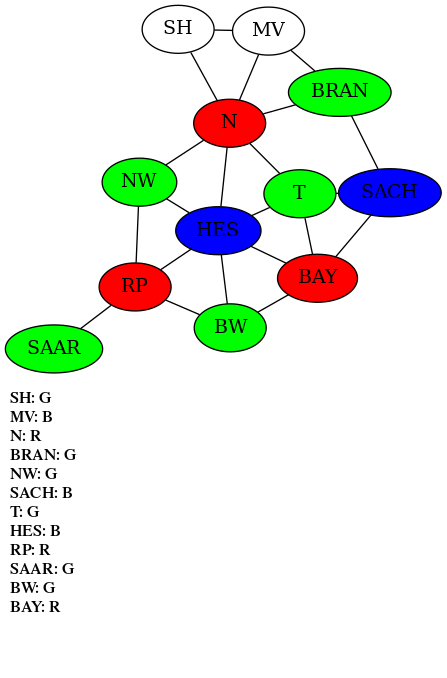 SH
MV
BRAN
N
NW
T
SACH
HES
BAY
RP
BW
SAAR
SH: G
MV: B
N: R
BRAN: G
NW: G
SACH: B
T: G
HES: B
RP: R
SAAR: G
BW: G
BAY: R